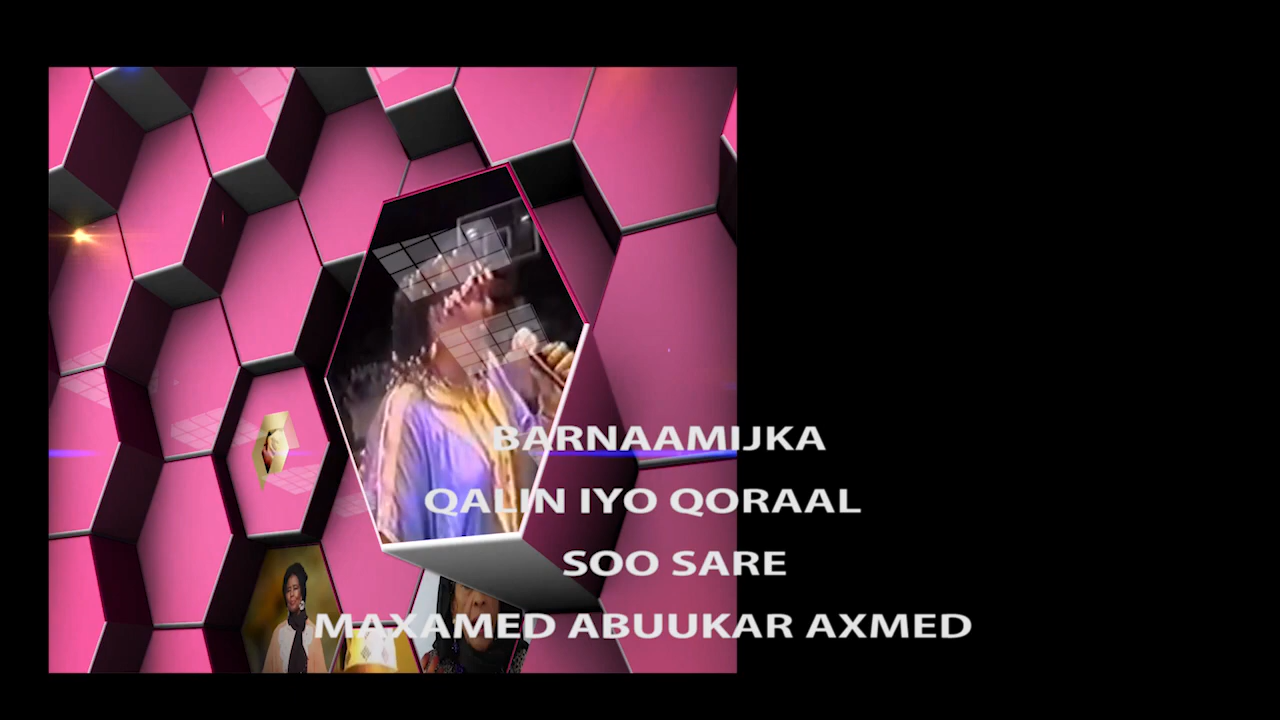 BARNAAMIJKA
QALIN IYO QORAAL
SOO SARE
MAXAMED ABUUKAR AXMED